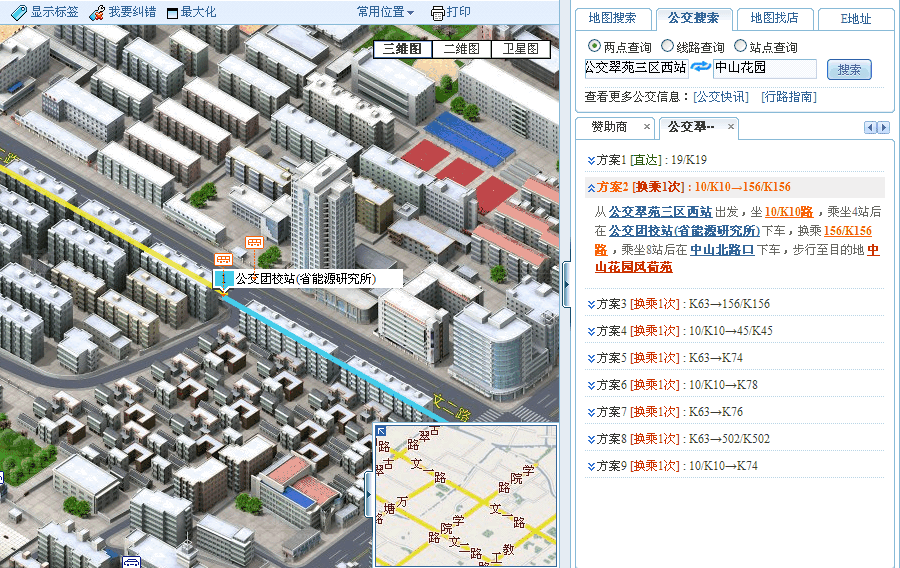 显示标签 我要纠错 最大化 常用位置 打印
三维图 二维图 卫星图
公交团校站(省能源研究所)
1
文二路
地图搜索 公交搜索 地图找店 E地址
两点查询 线路查询 站点查询
公交翠苑三区西站 中山花园 搜索
查看更多公交信息: [公交快讯] [行路指南]
赞助商 × 公交翠-- ×
方案1 [直达] : 19/K19
方案2 [换乘1次] : 10/K10→156/K156
从 公交翠苑三区西站 出发，坐 10/K10路 ，乘坐4站后
在 公交团校站(省能源研究所) 下车，换乘 156/K156
路 ，乘坐8站后在 中山北路口 下车，步行至目的地 中
山花园风荷苑
方案3 [换乘1次] : K63→156/K156
方案4 [换乘1次] : 10/K10→45/K45
方案5 [换乘1次] : K63→K74
方案6 [换乘1次] : 10/K10→K78
方案7 [换乘1次] : K63→K76
方案8 [换乘1次] : K63→502/K502
方案9 [换乘1次] : 10/K10→K74
古翠路
文一路
学院路
万塘路
文二路
学院路
文二路